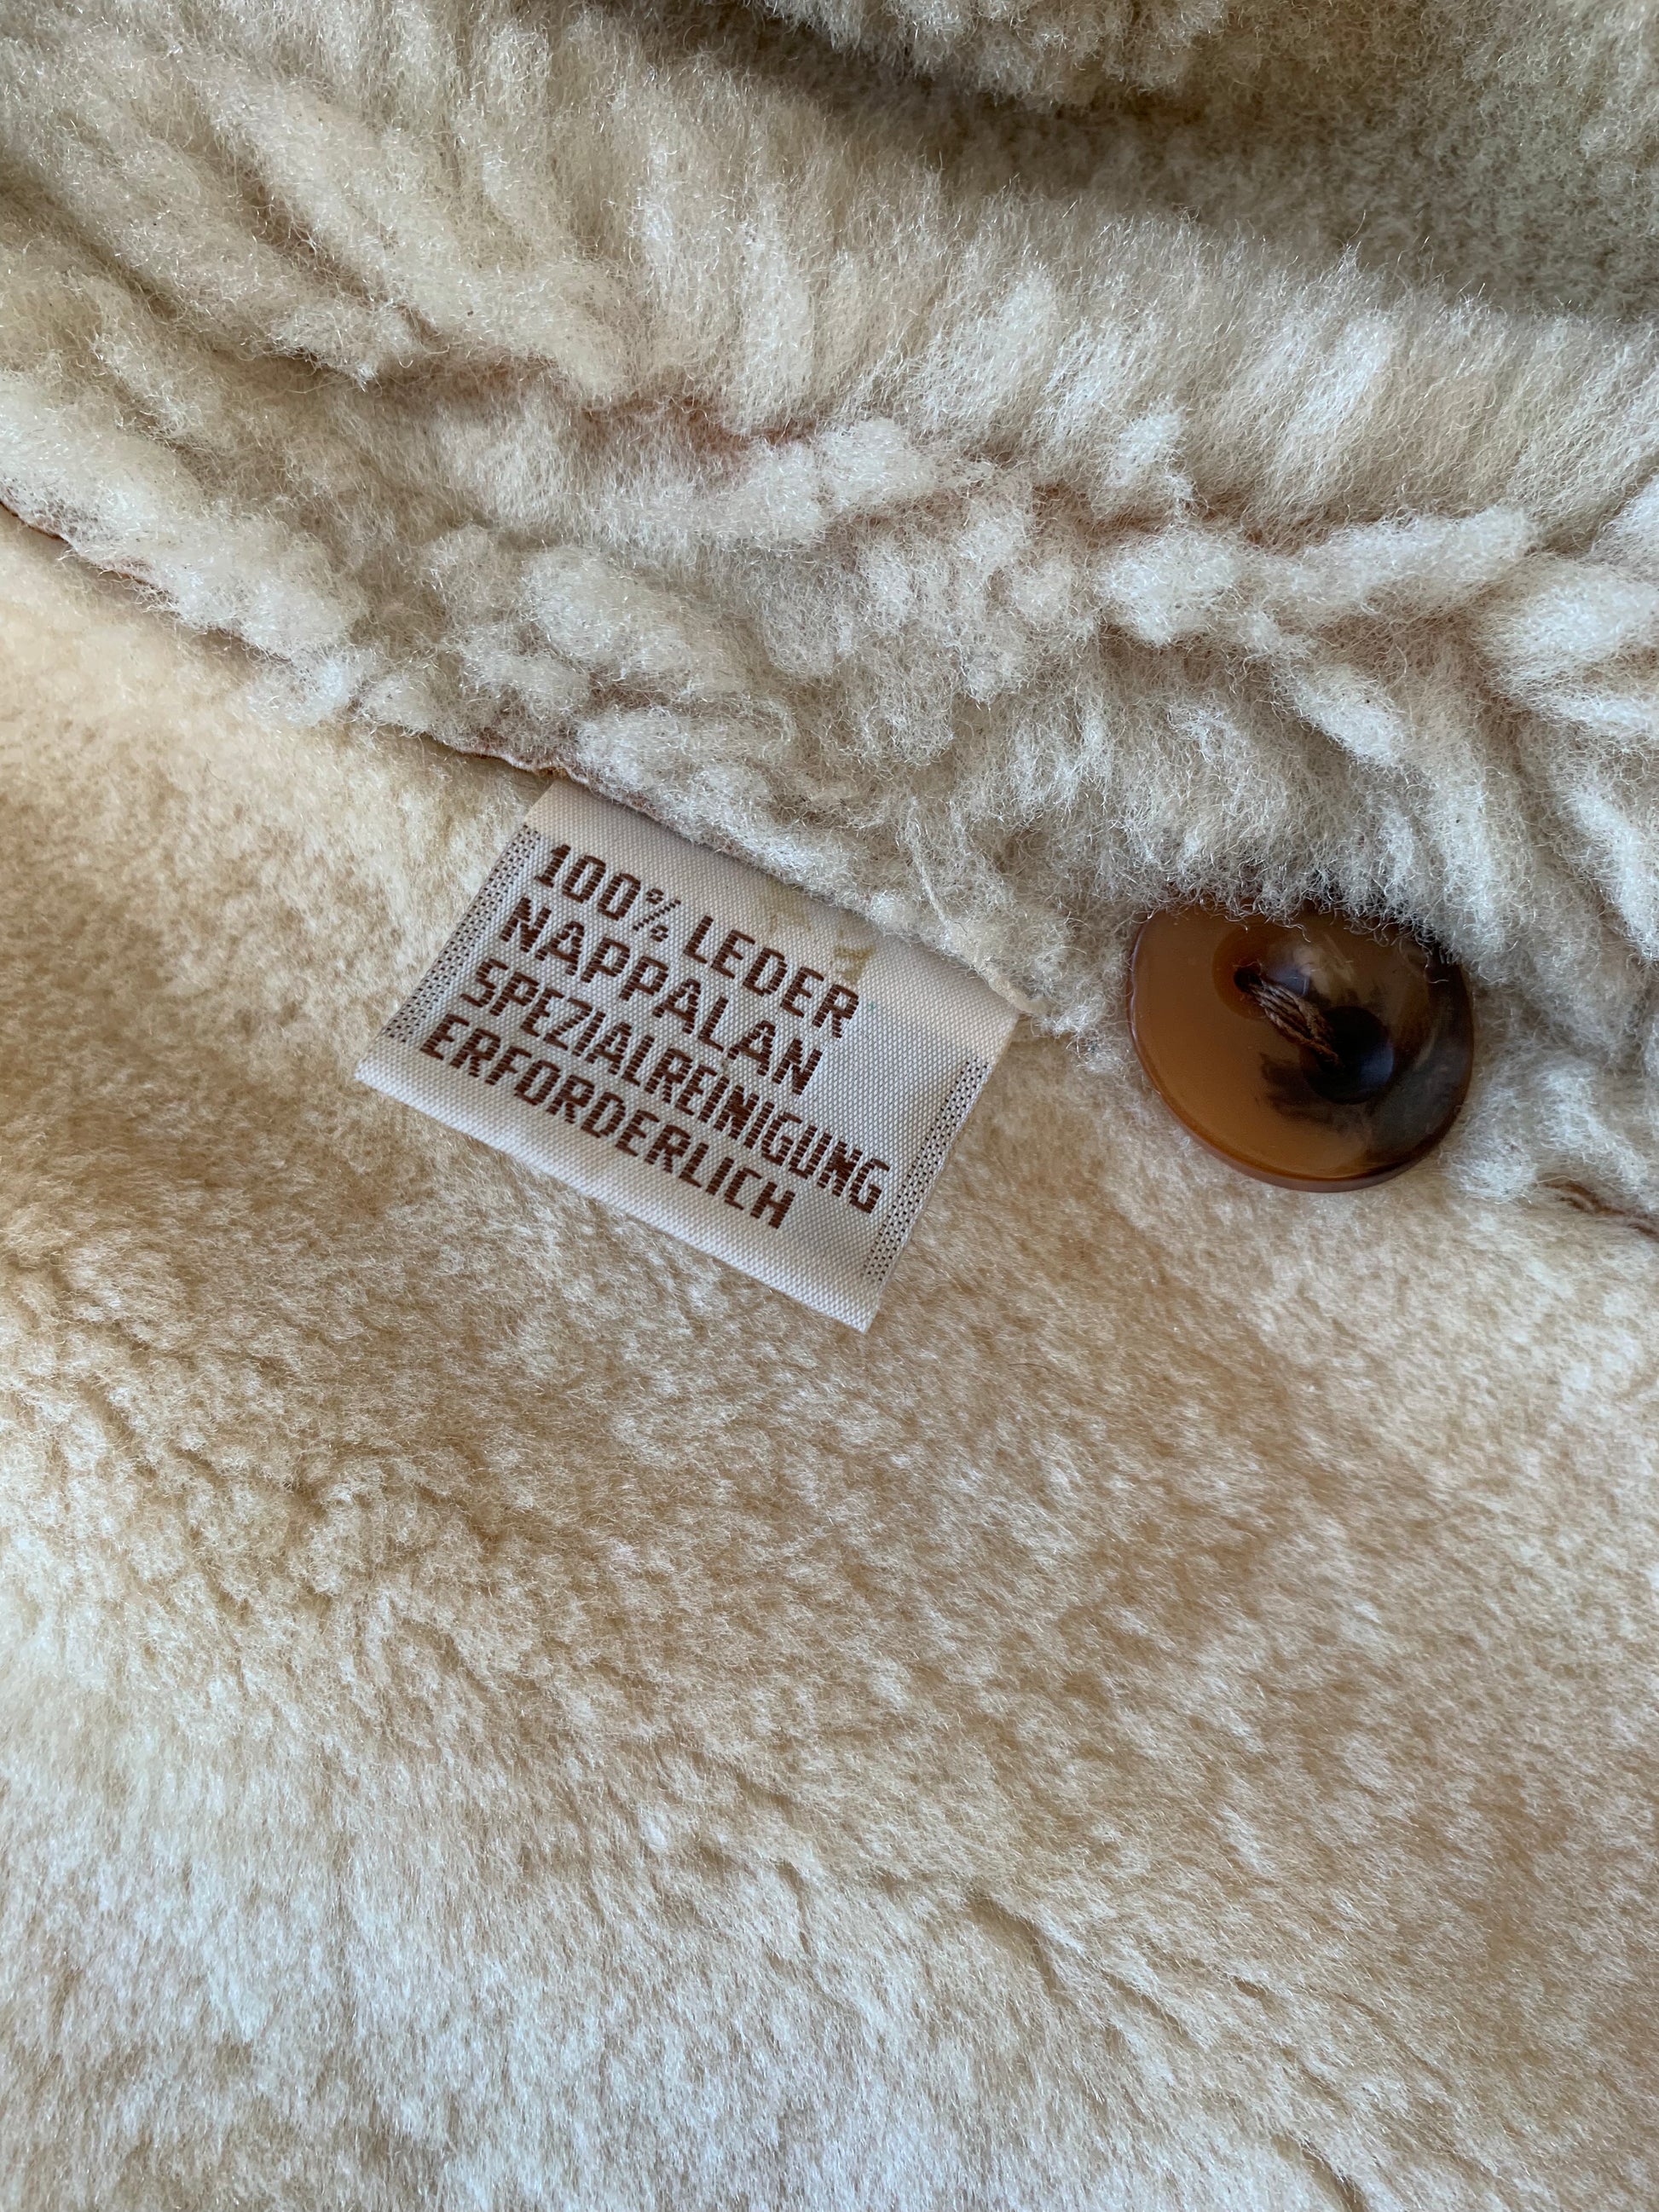 100% LEDER
NAPPALAN
SPEZIALREINIGUNG
ERFORDERLICH